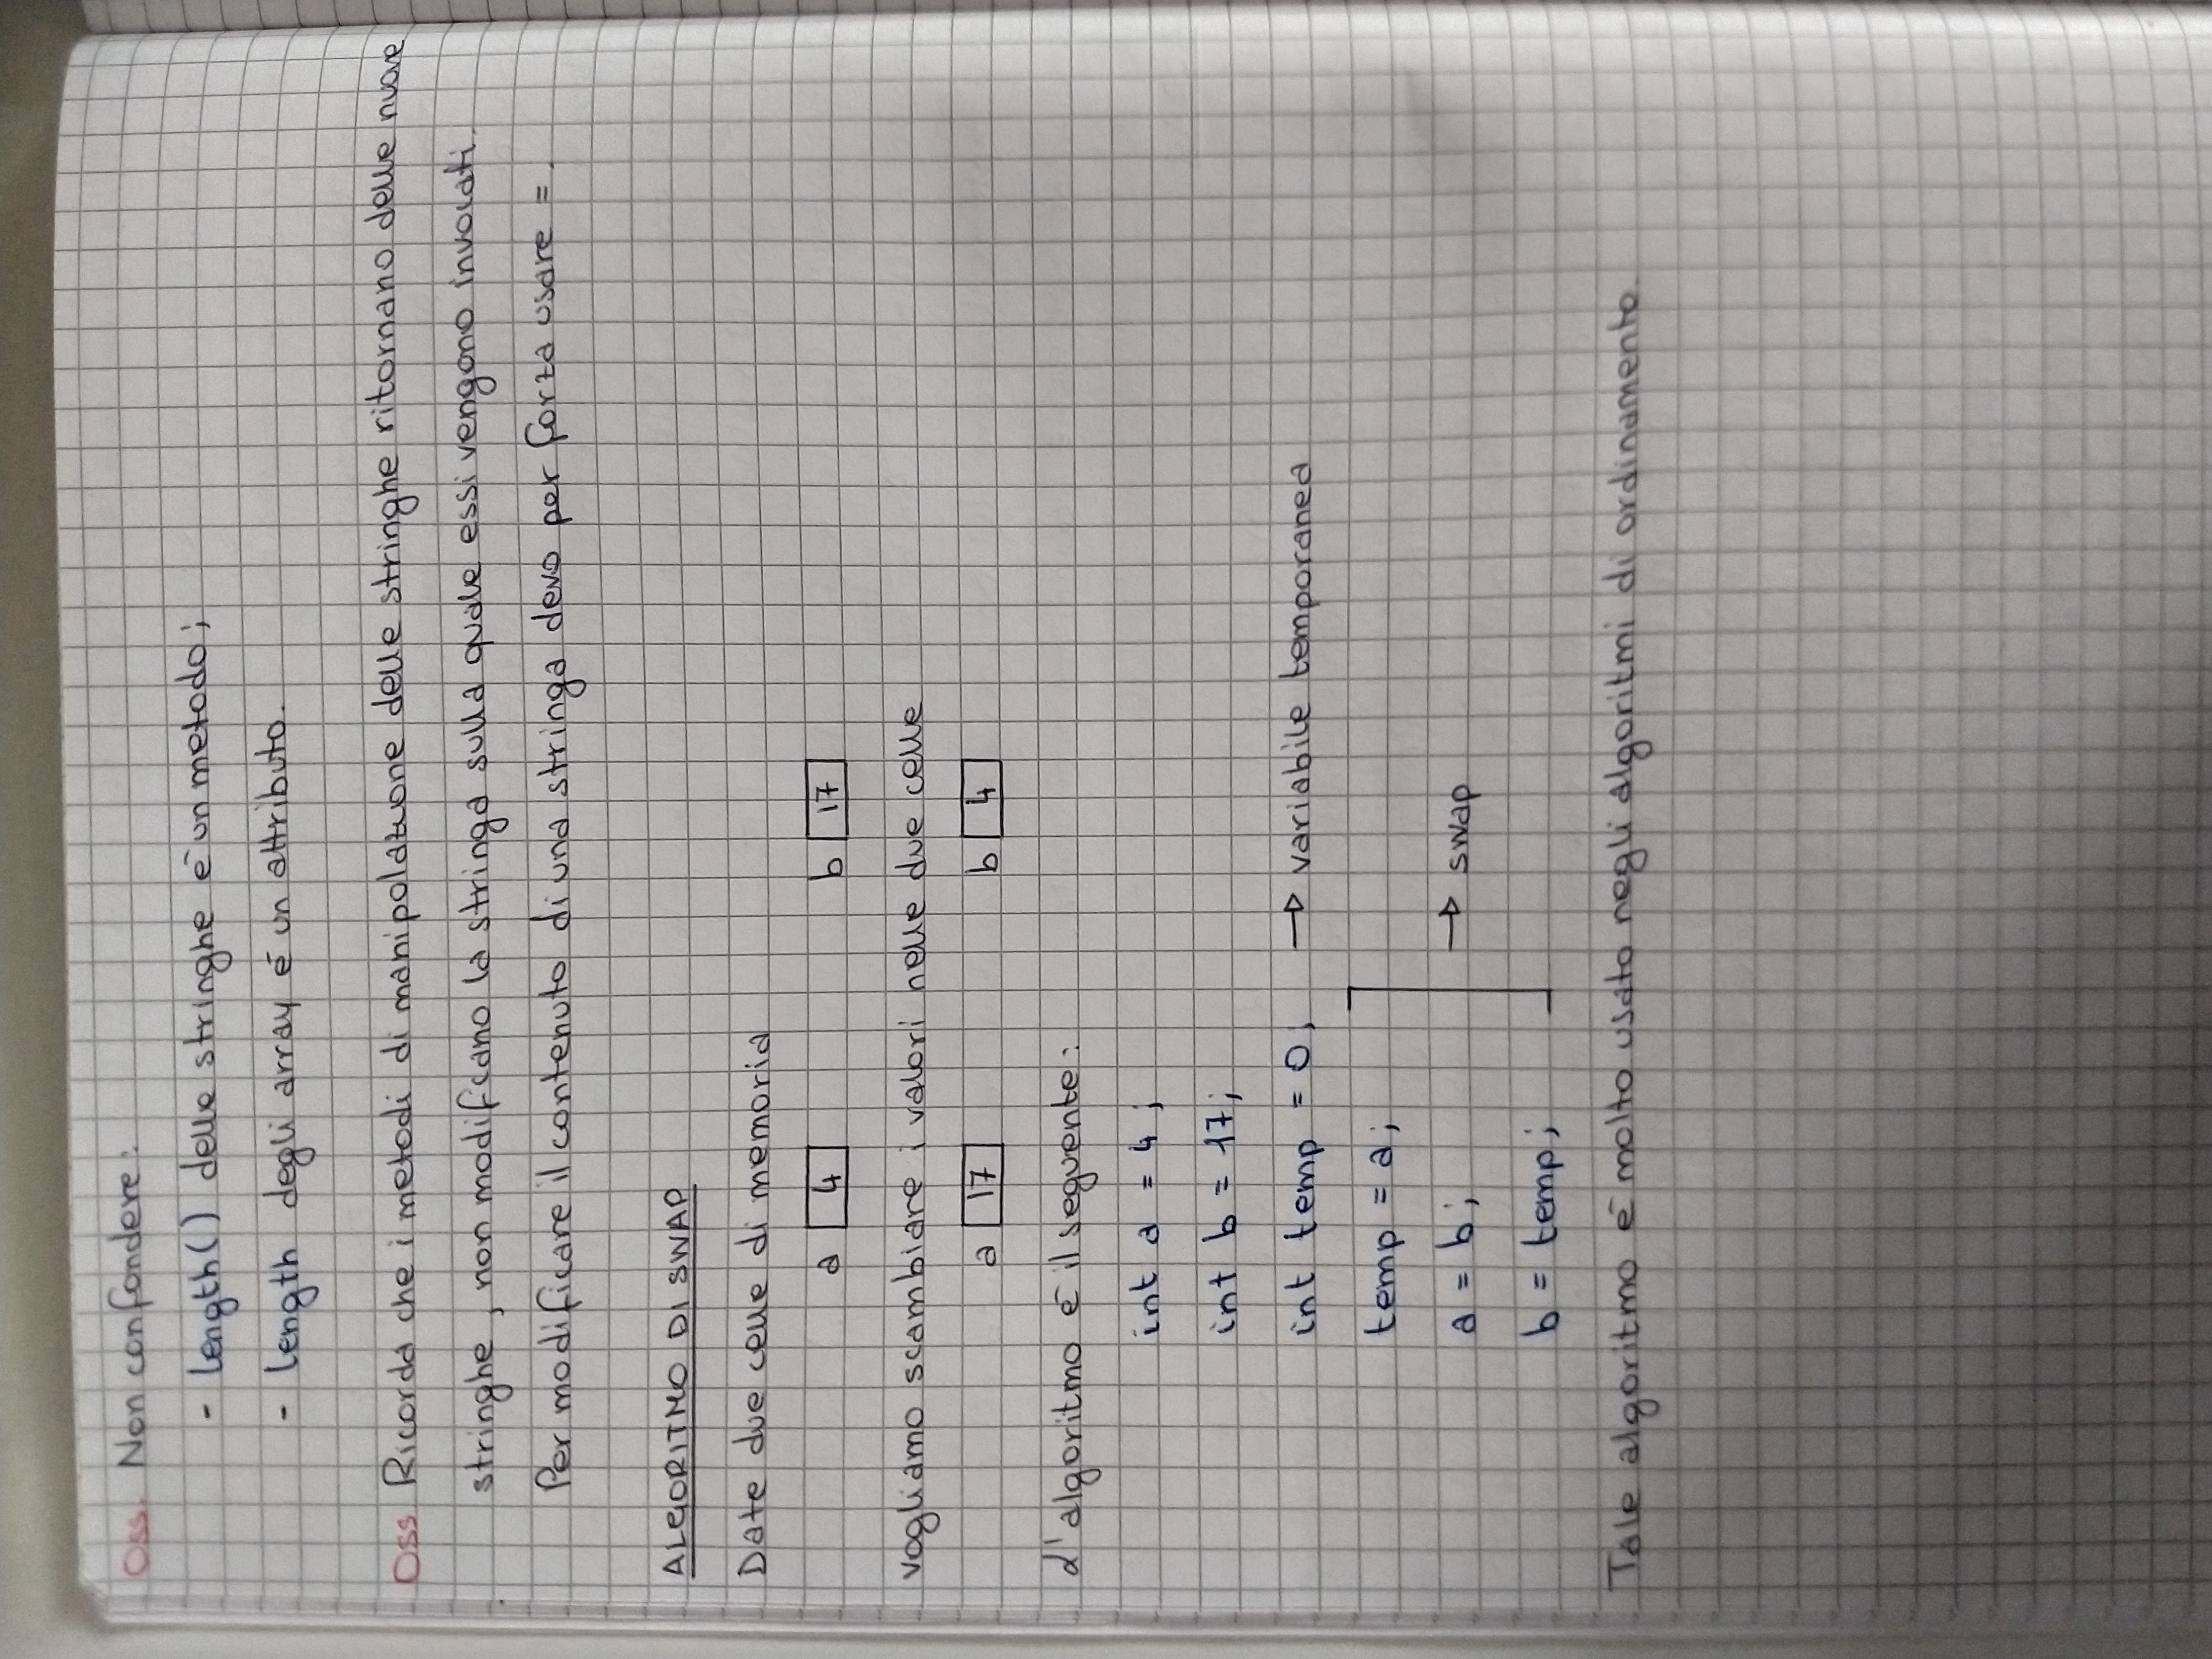 Oss. Non confondere:
- length() delle stringhe è un metodo;
- length degli array è un attributo.
Oss Ricorda che i metodi di manipolazione delle stringhe ritornano delle nuove
stringhe, non modificano la stringa sulla quale essi vengono invocati.
Per modificare il contenuto di una stringa devo per forza usare =.
ALGORITMO DI SWAP
Date due celle di memoria
a 4 b 17
vogliamo scambiare i valori nelle due celle
a 17 b 4
L'algoritmo è il seguente:
int a = 4;
int b = 17;
int temp = 0; → variabile temporanea
temp = a;
a = b; → swap
b = temp;
Tale algoritmo è molto usato negli algoritmi di ordinamento.